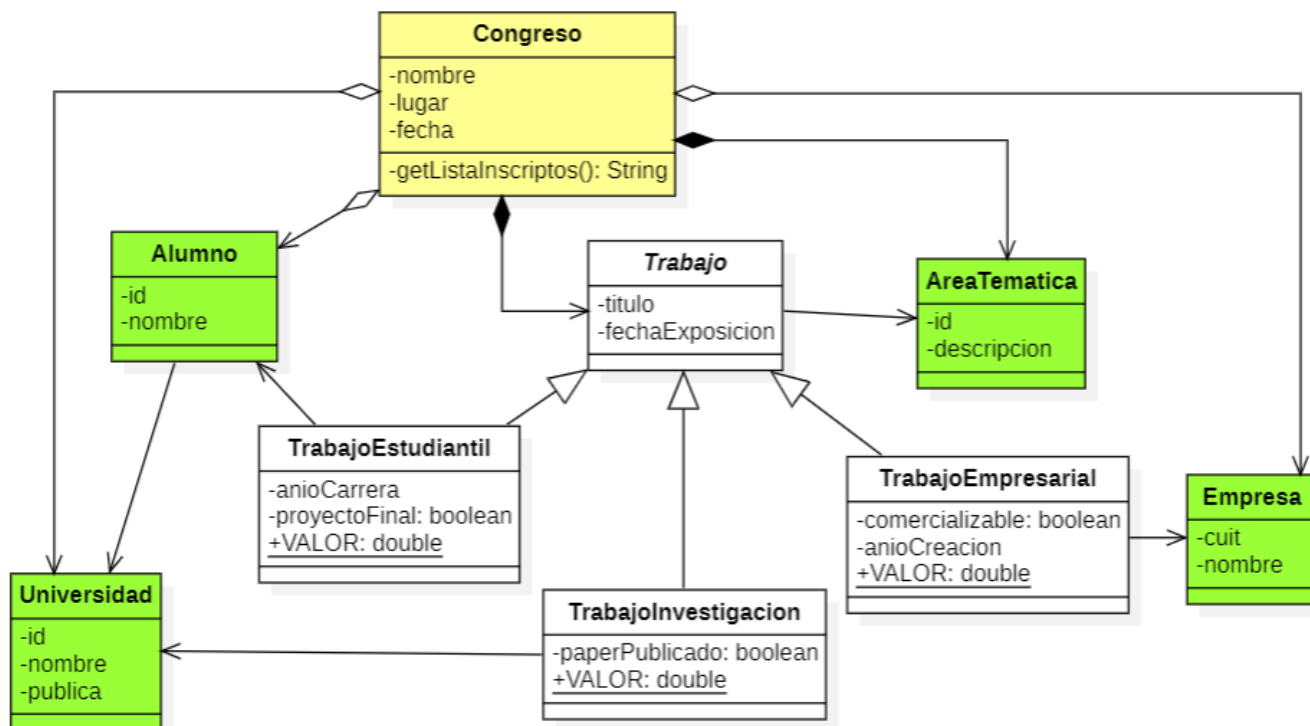 Congreso
-nombre
-lugar
-fecha
-getListaInscriptos(): String
Alumno
-id
-nombre
Trabajo
-titulo
-fechaExposicion
AreaTematica
-id
-descripcion
TrabajoEstudiantil
-anioCarrera
-proyectoFinal: boolean
+VALOR: double
TrabajoEmpresarial
-comercializable: boolean
-anioCreacion
+VALOR: double
Empresa
-cuit
-nombre
Universidad
-id
-nombre
-publica
TrabajoInvestigacion
-paperPublicado: boolean
+VALOR: double